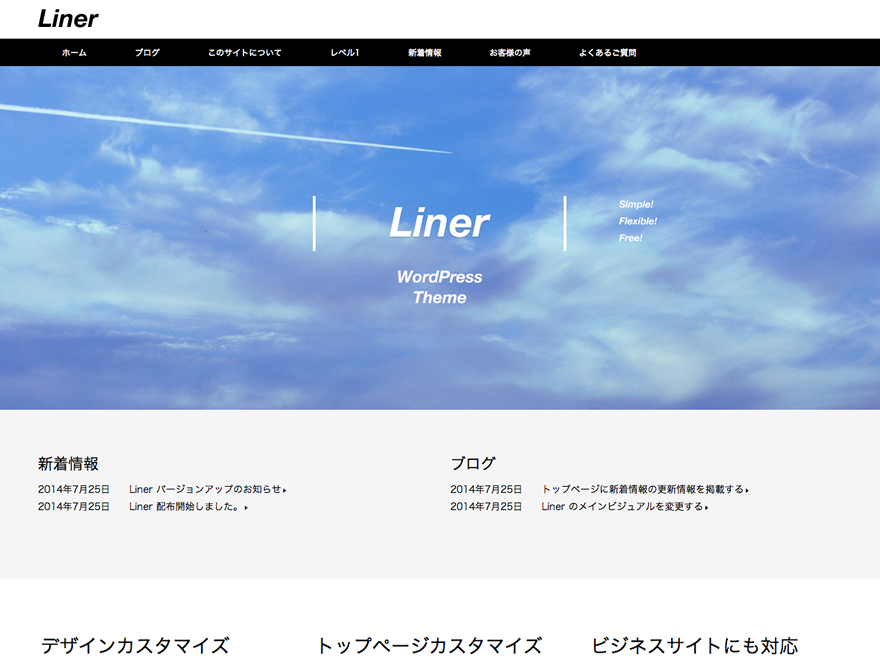 Liner
ホーム ブログ このサイトについて レベル1 新着情報 お客様の声 よくあるご質問
Liner
WordPress
Theme
Simple!
Flexible!
Free!
新着情報
2014年7月25日 Liner バージョンアップのお知らせ
2014年7月25日 Liner 配布開始しました。
ブログ
2014年7月25日 トップページに新着情報の更新情報を掲載する
2014年7月25日 Liner のメインビジュアルを変更する
デザインカスタマイズ
トップページカスタマイズ
ビジネスサイトにも対応